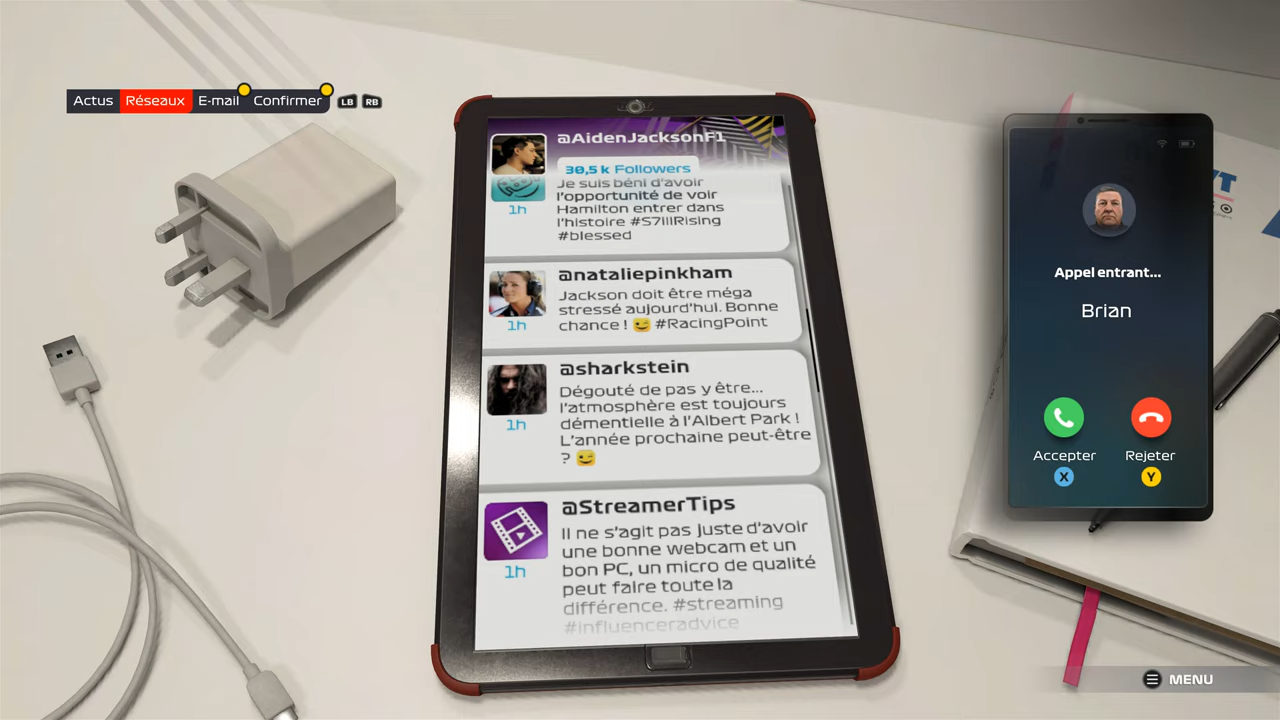 Actus Réseaux E-mail Confirmer LB RB
@AidenJacksonF1
30,5 k Followers
Je suis béni d'avoir
l'opportunité de voir
Hamilton entrer dans
l'histoire #S7illRising
#blessed
1h
@nataliepinkham
Jackson doit être méga
stressé aujourd'hui. Bonne
chance ! 😉 #RacingPoint
1h
@sharkstein
Dégouté de pas y être...
l'atmosphère est toujours
démentielle à l'Albert Park !
L'année prochaine peut-être
? 😉
1h
@StreamerTips
Il ne s'agit pas juste d'avoir
une bonne webcam et un
bon PC, un micro de qualité
peut faire toute la
différence. #streaming
#influenceradvice
1h
Appel entrant...
Brian
Accepter Rejeter
X Y
MENU